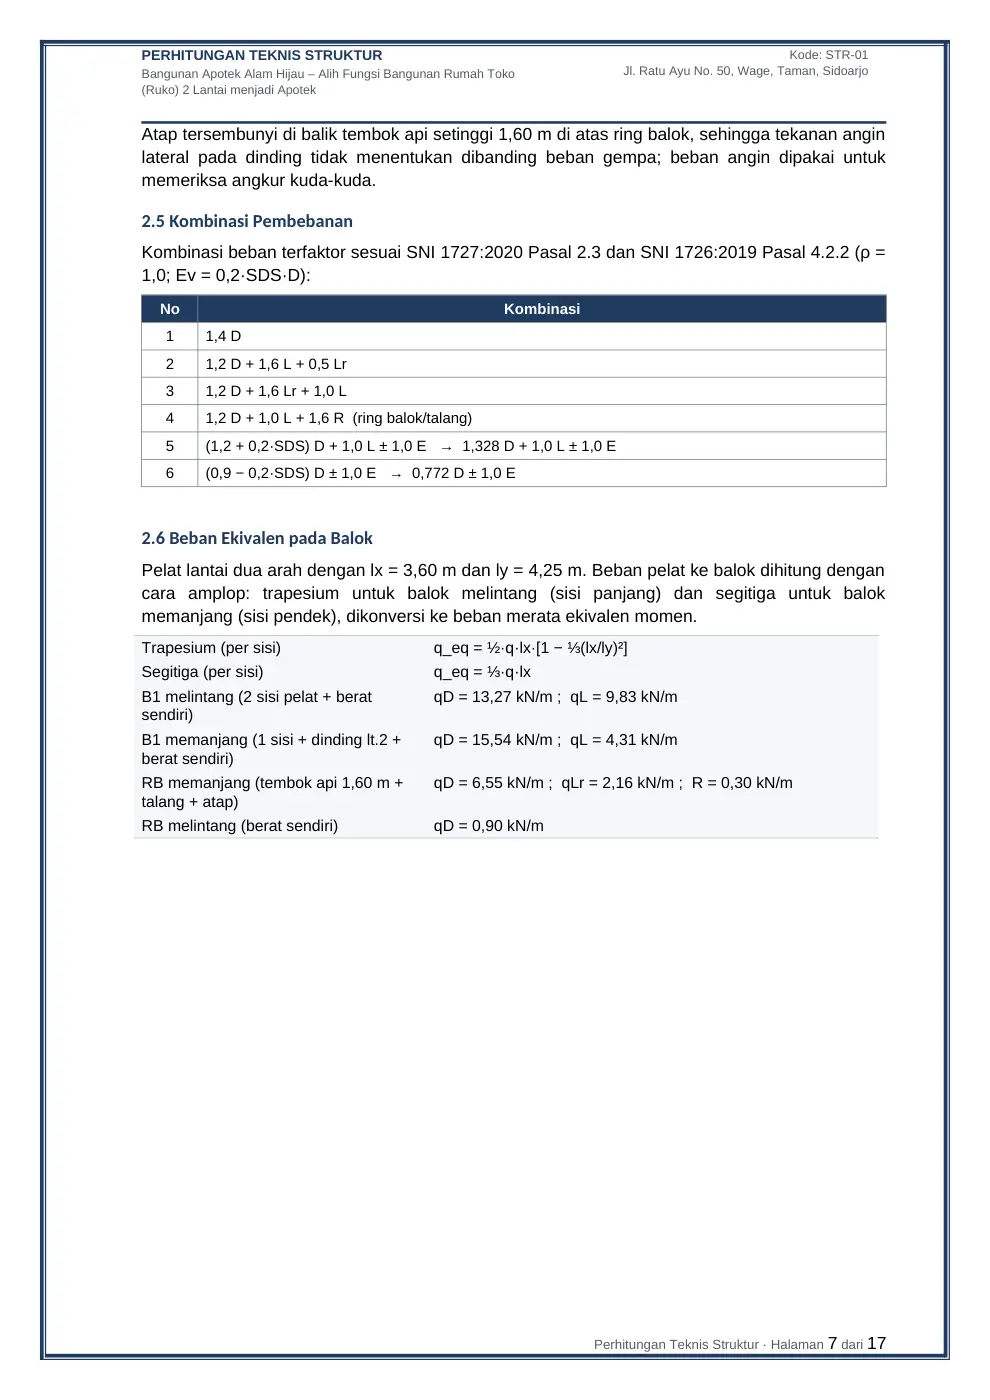 PERHITUNGAN TEKNIS STRUKTUR
Bangunan Apotek Alam Hijau – Alih Fungsi Bangunan Rumah Toko
(Ruko) 2 Lantai menjadi Apotek
Kode: STR-01
Jl. Ratu Ayu No. 50, Wage, Taman, Sidoarjo
Atap tersembunyi di balik tembok api setinggi 1,60 m di atas ring balok, sehingga tekanan angin
lateral pada dinding tidak menentukan dibanding beban gempa; beban angin dipakai untuk
memeriksa angkur kuda-kuda.
2.5 Kombinasi Pembebanan
Kombinasi beban terfaktor sesuai SNI 1727:2020 Pasal 2.3 dan SNI 1726:2019 Pasal 4.2.2 (ρ =
1,0; Ev = 0,2·SDS·D):
No Kombinasi
1 1,4 D
2 1,2 D + 1,6 L + 0,5 Lr
3 1,2 D + 1,6 Lr + 1,0 L
4 1,2 D + 1,0 L + 1,6 R (ring balok/talang)
5 (1,2 + 0,2·SDS) D + 1,0 L ± 1,0 E → 1,328 D + 1,0 L ± 1,0 E
6 (0,9 − 0,2·SDS) D ± 1,0 E → 0,772 D ± 1,0 E
2.6 Beban Ekivalen pada Balok
Pelat lantai dua arah dengan lx = 3,60 m dan ly = 4,25 m. Beban pelat ke balok dihitung dengan
cara amplop: trapesium untuk balok melintang (sisi panjang) dan segitiga untuk balok
memanjang (sisi pendek), dikonversi ke beban merata ekivalen momen.
Trapesium (per sisi) q_eq = ½·q·lx·[1 − ⅓(lx/ly)²]
Segitiga (per sisi) q_eq = ⅓·q·lx
B1 melintang (2 sisi pelat + berat
sendiri) qD = 13,27 kN/m ; qL = 9,83 kN/m
B1 memanjang (1 sisi + dinding lt.2 +
berat sendiri) qD = 15,54 kN/m ; qL = 4,31 kN/m
RB memanjang (tembok api 1,60 m +
talang + atap) qD = 6,55 kN/m ; qLr = 2,16 kN/m ; R = 0,30 kN/m
RB melintang (berat sendiri) qD = 0,90 kN/m
Perhitungan Teknis Struktur · Halaman 7 dari 17